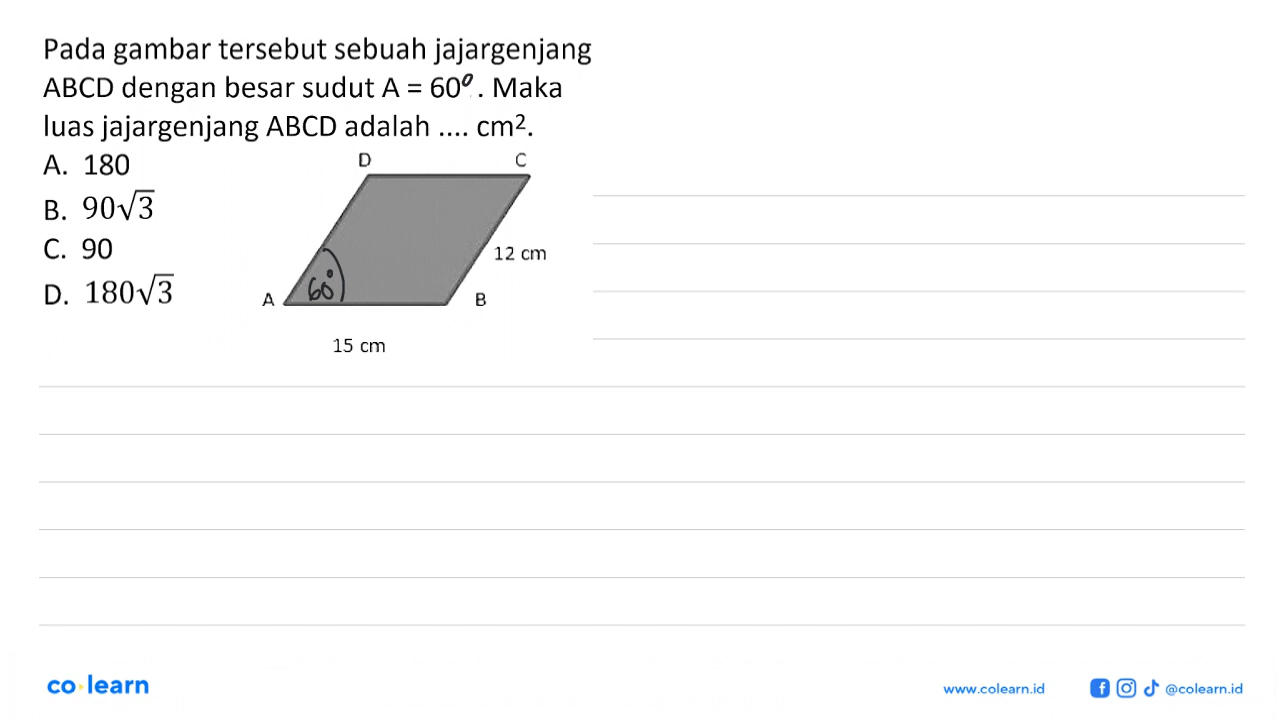 Pada gambar tersebut sebuah jajargenjang
ABCD dengan besar sudut A = 60⁰. Maka
luas jajargenjang ABCD adalah .... cm².
A. 180
B. 90√3
C. 90
D. 180√3
D C
12 cm
60°
A B
15 cm
co learn
www.colearn.id @colearn.id